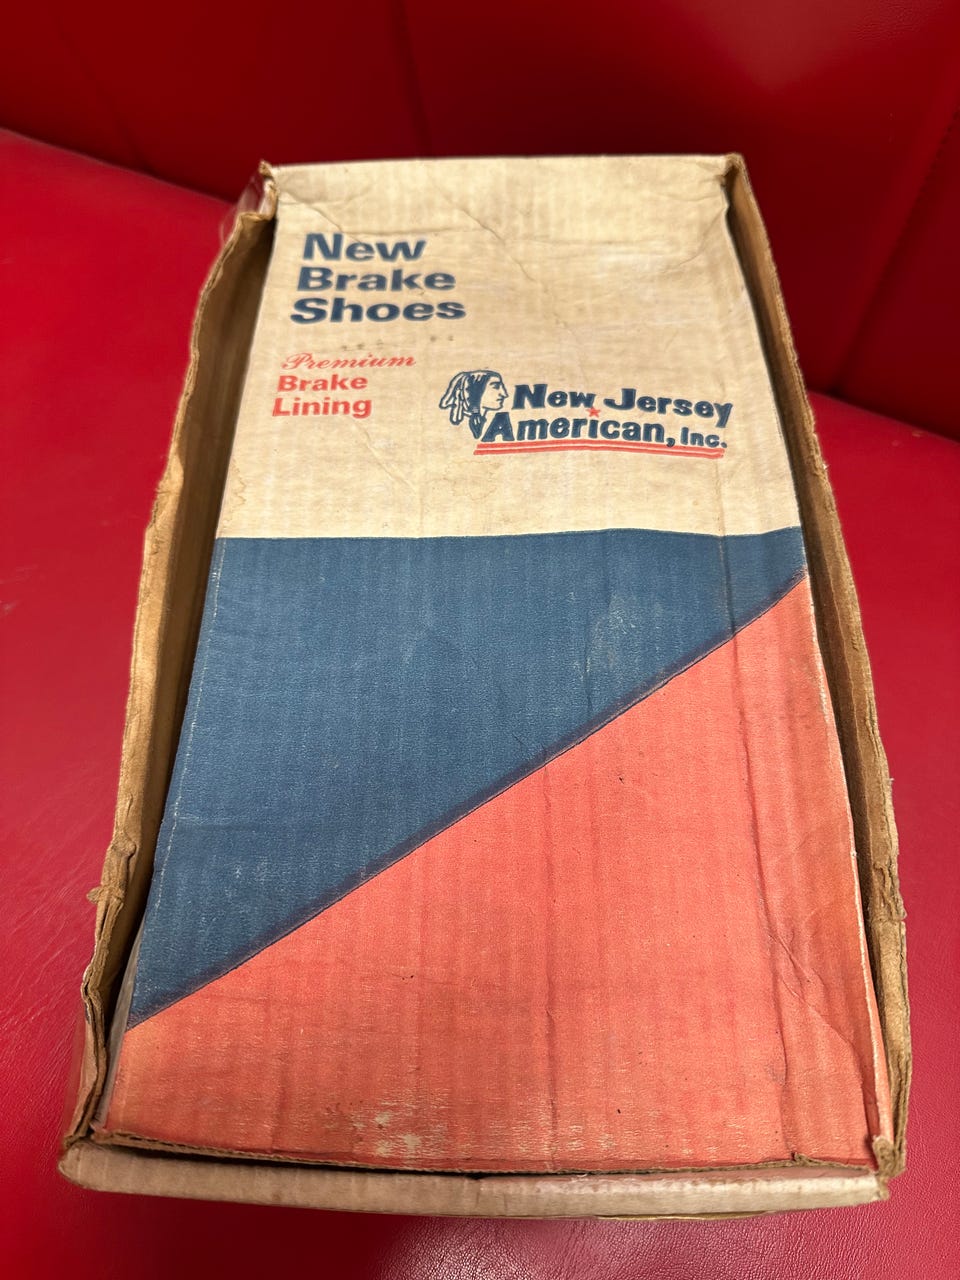 New
Brake
Shoes
Premium
Brake
Lining
New Jersey
American, Inc.